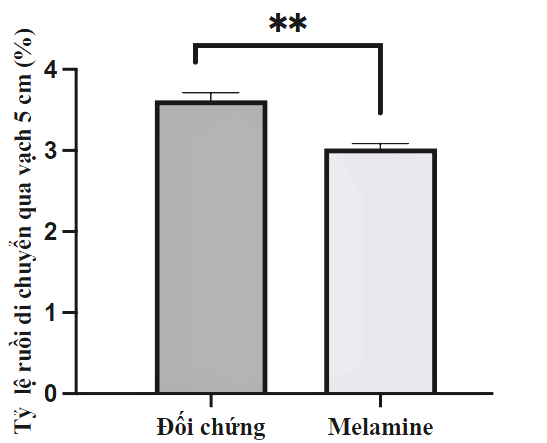 **
Tỷ lệ ruồi di chuyển qua vạch 5 cm (%)
4
3
2
1
0
Đối chứng
Melamine